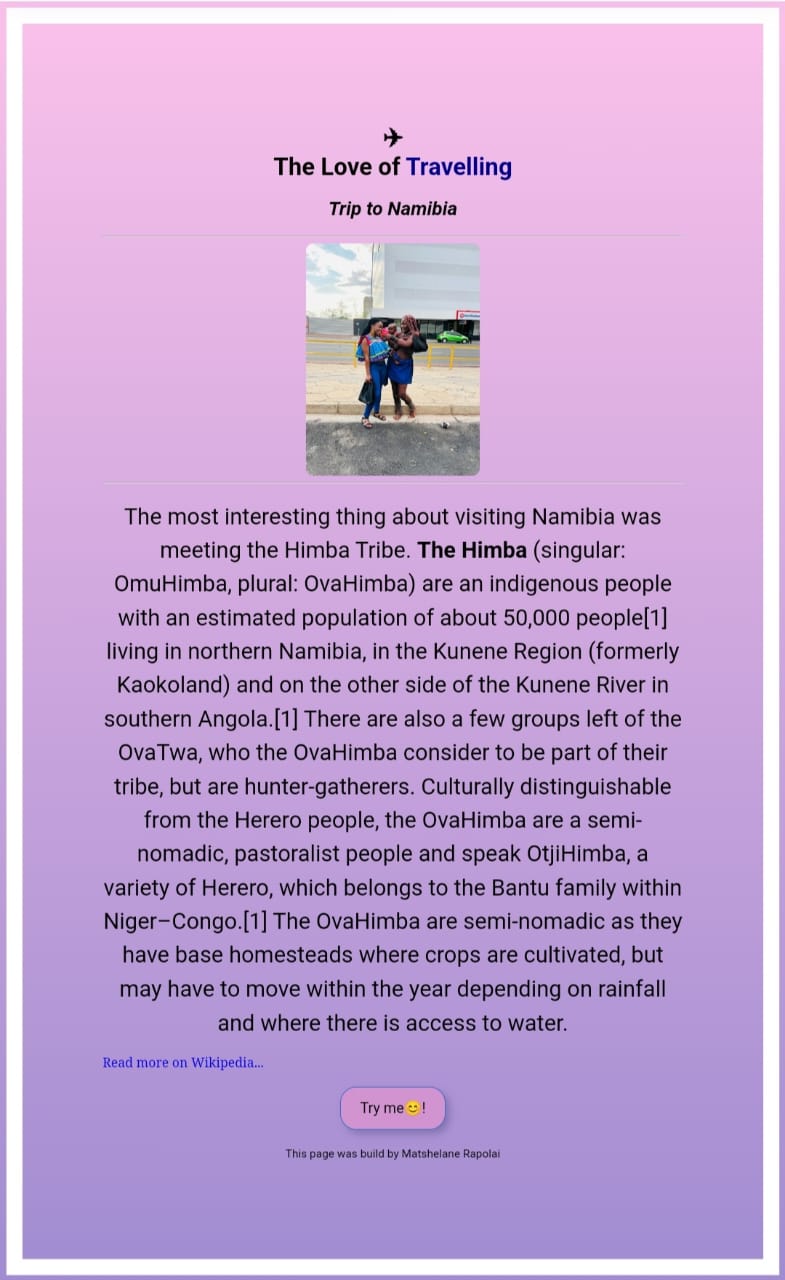 ✈
The Love of Travelling
Trip to Namibia
The most interesting thing about visiting Namibia was
meeting the Himba Tribe. The Himba (singular:
OmuHimba, plural: OvaHimba) are an indigenous people
with an estimated population of about 50,000 people[1]
living in northern Namibia, in the Kunene Region (formerly
Kaokoland) and on the other side of the Kunene River in
southern Angola.[1] There are also a few groups left of the
OvaTwa, who the OvaHimba consider to be part of their
tribe, but are hunter-gatherers. Culturally distinguishable
from the Herero people, the OvaHimba are a semi-
nomadic, pastoralist people and speak OtjiHimba, a
variety of Herero, which belongs to the Bantu family within
Niger–Congo.[1] The OvaHimba are semi-nomadic as they
have base homesteads where crops are cultivated, but
may have to move within the year depending on rainfall
and where there is access to water.
Read more on Wikipedia...
Try me😊!
This page was build by Matshelane Rapolai